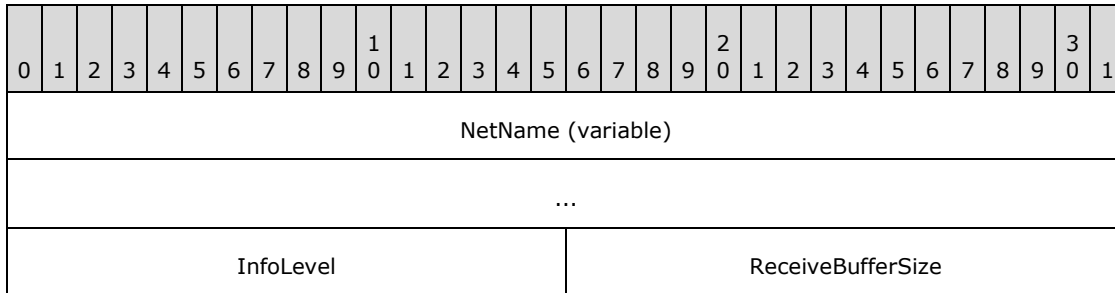 1 2 3
0 1 2 3 4 5 6 7 8 9 0 1 2 3 4 5 6 7 8 9 0 1 2 3 4 5 6 7 8 9 0 1
NetName (variable)
...
InfoLevel ReceiveBufferSize